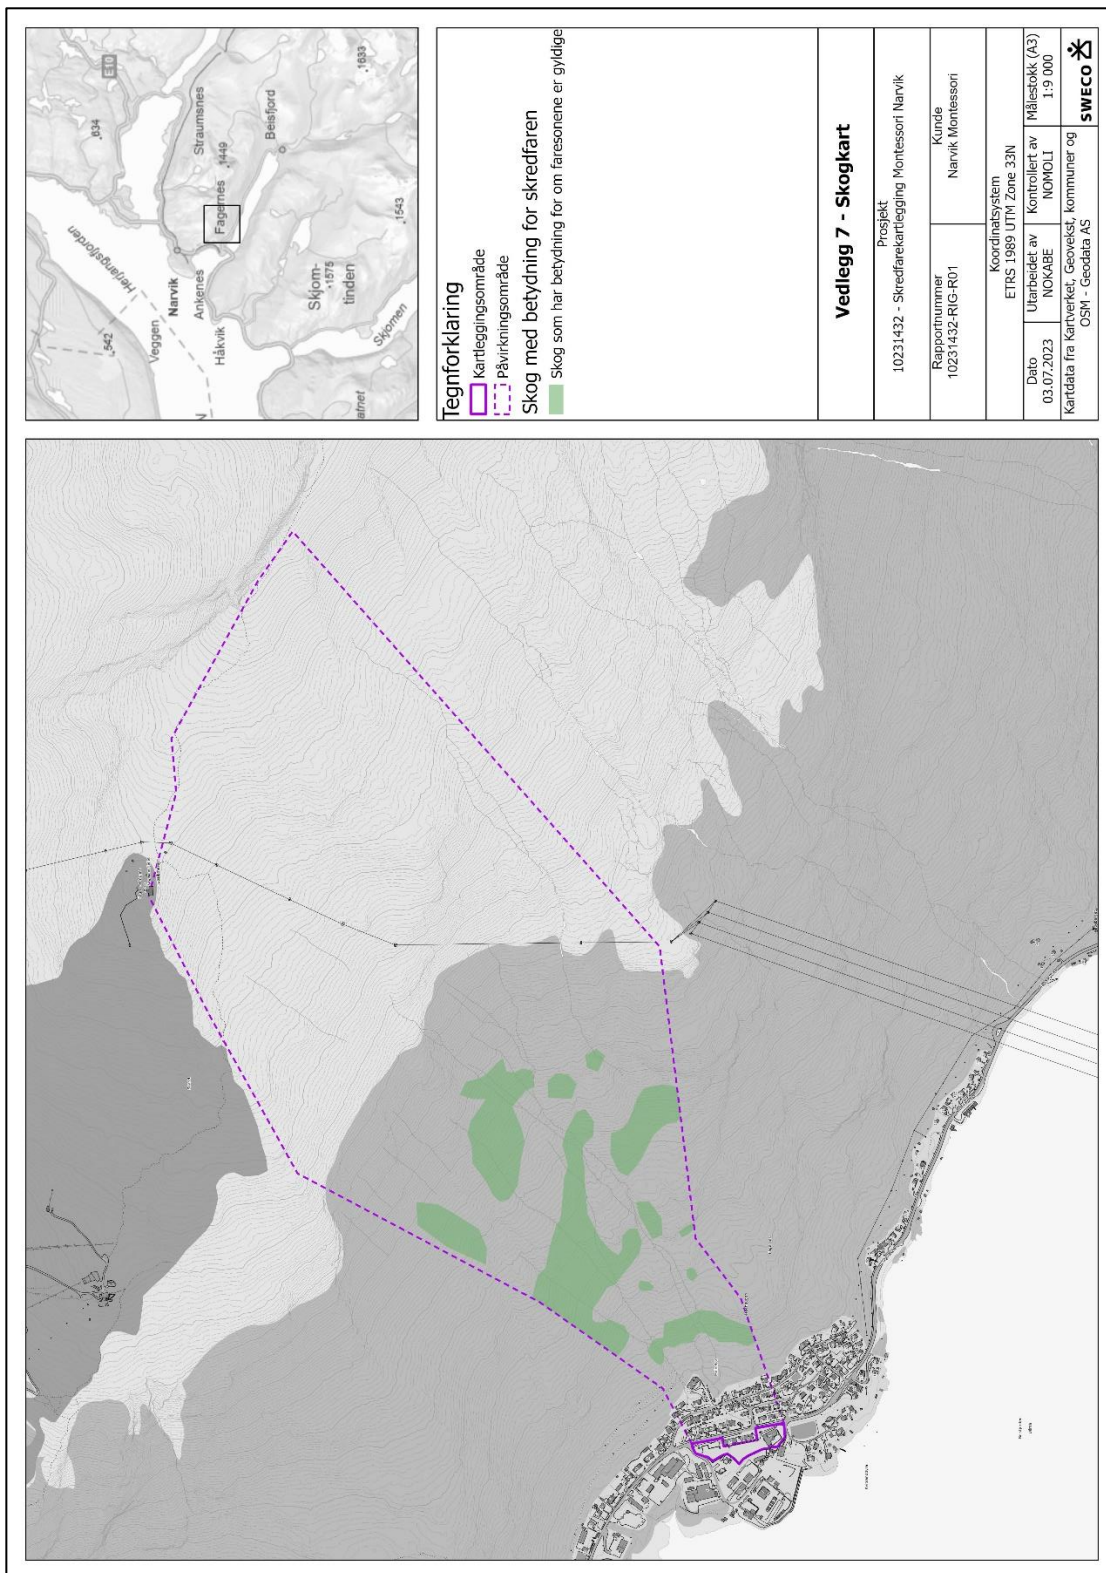 E10
634
Straumsnes
1633
Herjangsfjorden
Fagernes
1449
Beisfjord
542
Narvik
Veggen
Ankenes
Håkvik
Skjom-
1575
tinden
1543
Skjomen
N
atnet
Tegnforklaring
Kartleggingsområde
Påvirkningsområde
Skog med betydning for skredfaren
Skog som har betydning for om faresonene er gyldige
Vedlegg 7 - Skogkart
Prosjekt
10231432 - Skredfarekartlegging Montessori Narvik
Rapportnummer
10231432-RIG-R01
Kunde
Narvik Montessori
Koordinatsystem
ETRS 1989 UTM Zone 33N
Dato
03.07.2023
Utarbeidet av
NOKABE
Kontrollert av
NOMOLI
Målestokk (A3)
1:9 000
Kartdata fra Kartverket, Geovekst, kommuner og
OSM - Geodata AS
SWECO